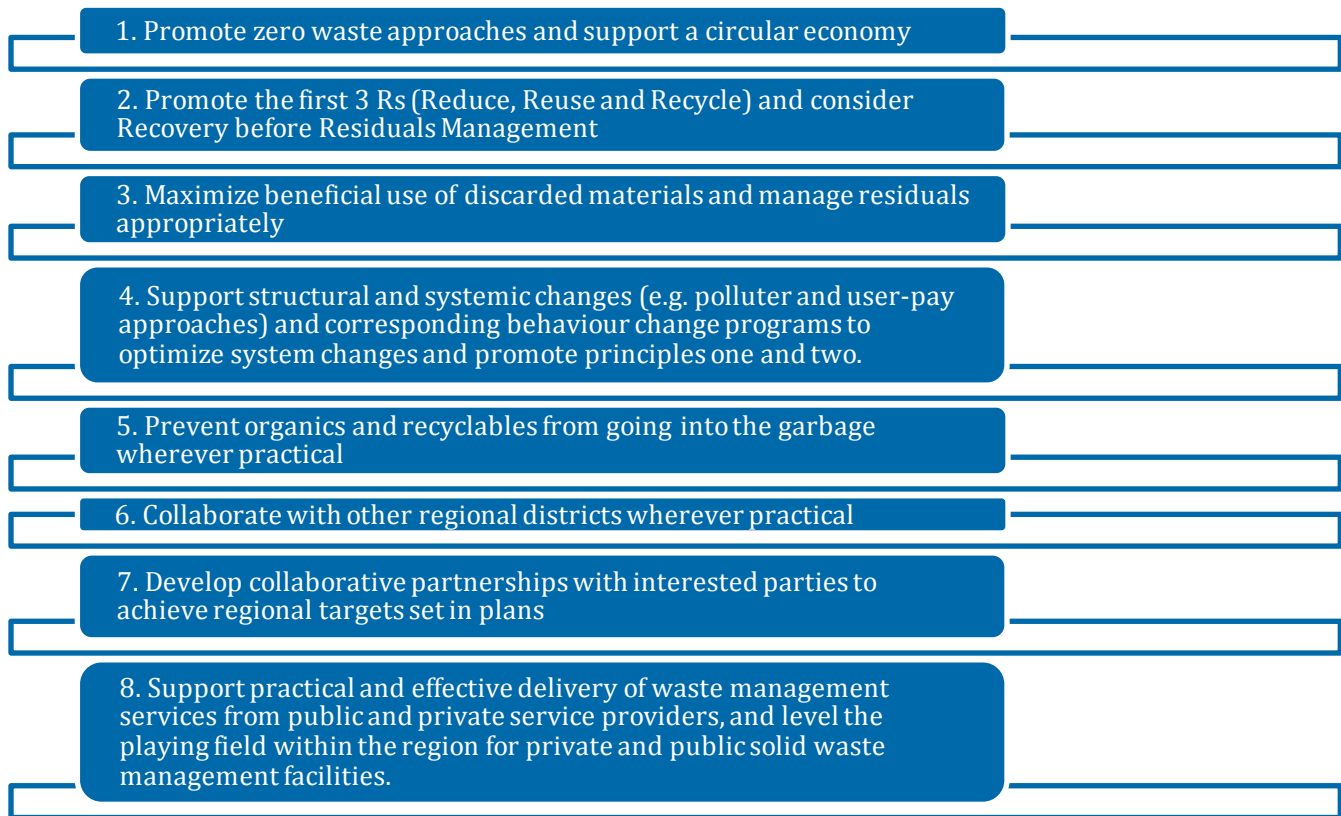 1. Promote zero waste approaches and support a circular economy
2. Promote the first 3 Rs (Reduce, Reuse and Recycle) and consider
Recovery before Residuals Management
3. Maximize beneficial use of discarded materials and manage residuals
appropriately
4. Support structural and systemic changes (e.g. polluter and user-pay
approaches) and corresponding behaviour change programs to
optimize system changes and promote principles one and two.
5. Prevent organics and recyclables from going into the garbage
wherever practical
6. Collaborate with other regional districts wherever practical
7. Develop collaborative partnerships with interested parties to
achieve regional targets set in plans
8. Support practical and effective delivery of waste management
services from public and private service providers, and level the
playing field within the region for private and public solid waste
management facilities.